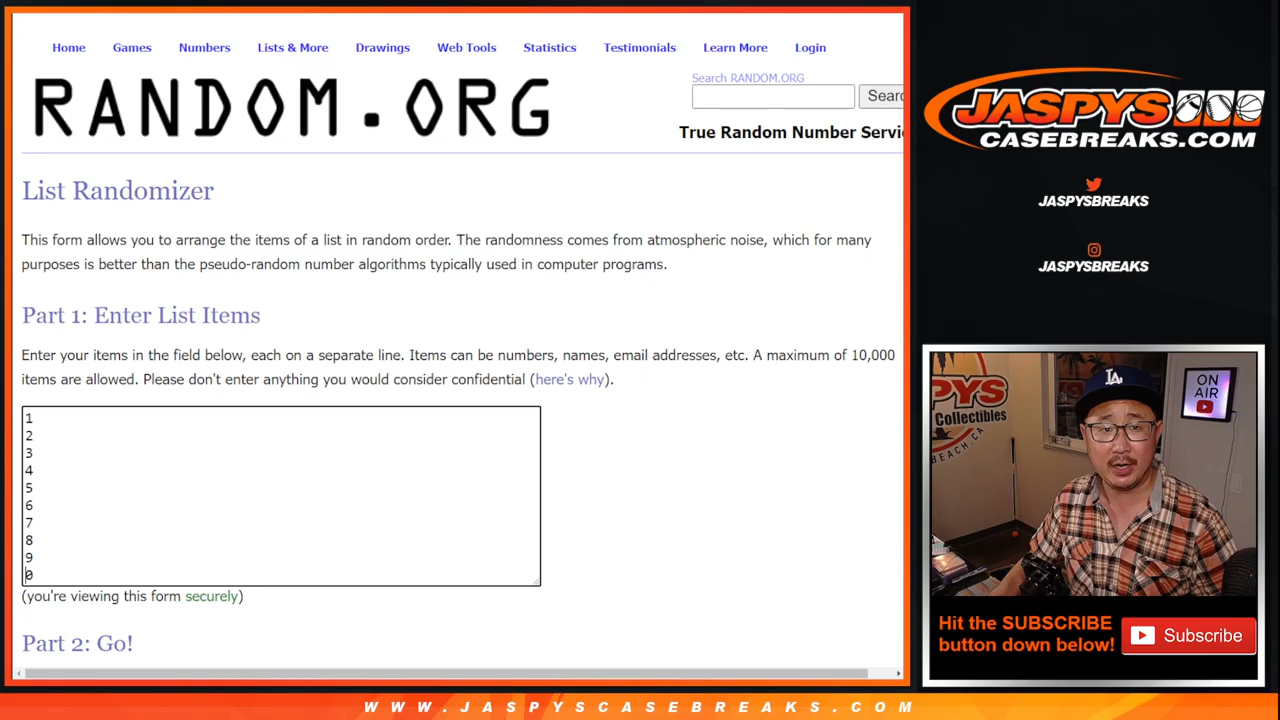 Home Games Numbers Lists & More Drawings Web Tools Statistics Testimonials Learn More Login
RANDOM.ORG
Search RANDOM.ORG
Searc
True Random Number Servi
List Randomizer
This form allows you to arrange the items of a list in random order. The randomness comes from atmospheric noise, which for many
purposes is better than the pseudo-random number algorithms typically used in computer programs.
Part 1: Enter List Items
Enter your items in the field below, each on a separate line. Items can be numbers, names, email addresses, etc. A maximum of 10,000
items are allowed. Please don't enter anything you would consider confidential (here's why).
1
2
3
4
5
6
7
8
9
0
(you're viewing this form securely)
Part 2: Go!
JASPYS
CASEBREAKS.COM
JASPYSBREAKS
JASPYSBREAKS
PYS
Collectibles
BEACH.CA
LA
ON
AIR
Hit the SUBSCRIBE
button down below!
Subscribe
WWW.JASPYSCASEBREAKS.COM